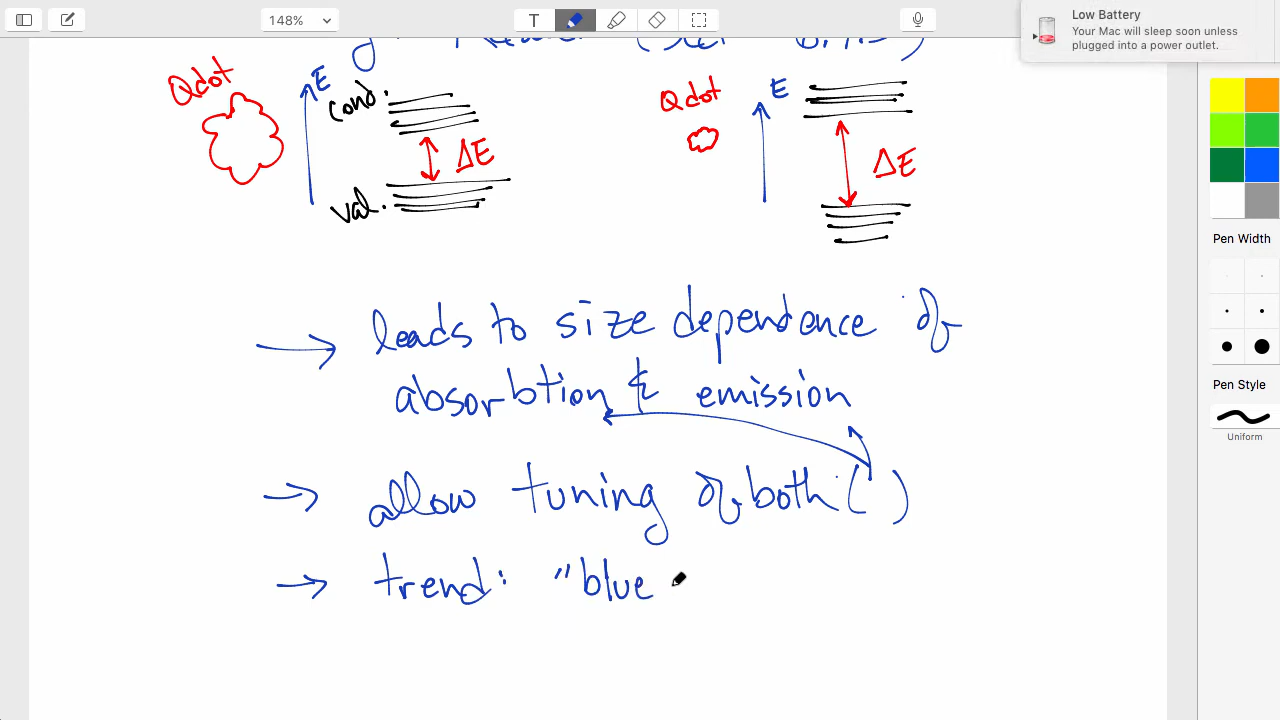 148%
T
Low Battery
Your Mac will sleep soon unless
plugged into a power outlet.
Qdot
E
cond.
ΔE
val.
Qdot
E
ΔE
→ leads to size dependence of
absorbtion & emission
→ allow tuning of both ( )
→ trend: "blue
Pen Width
Pen Style
Uniform